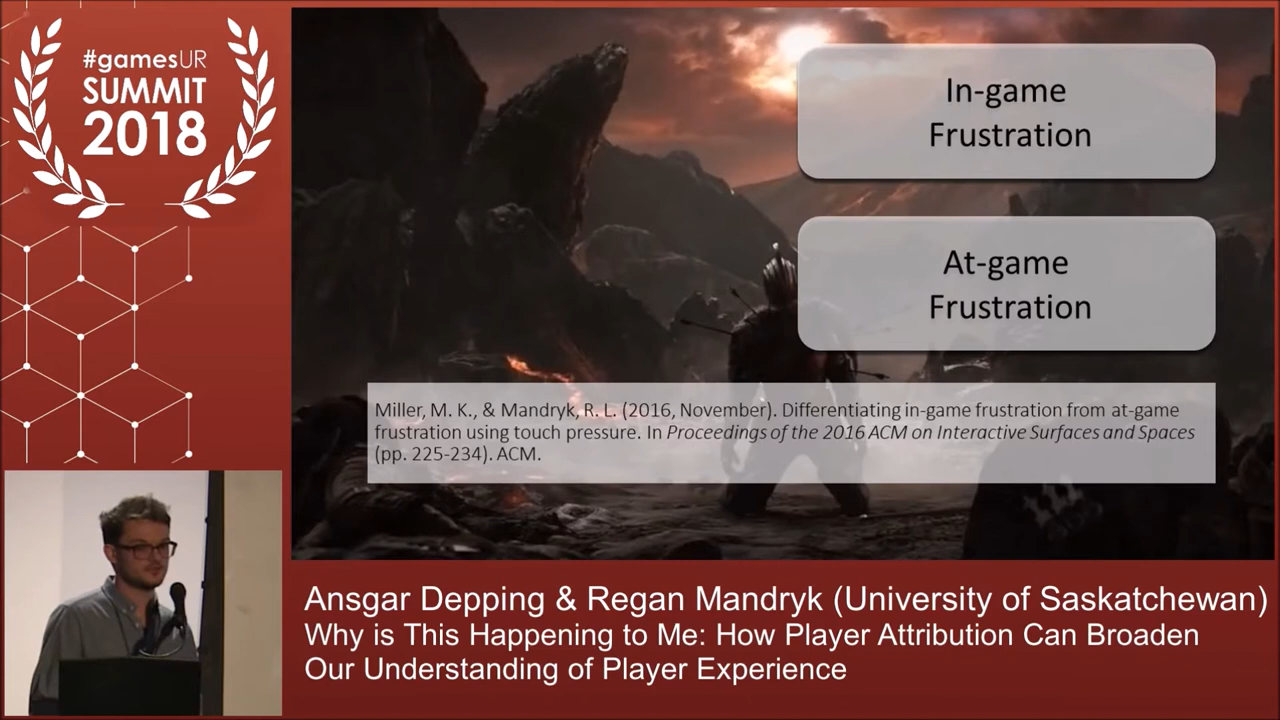 #gamesUR
SUMMIT
2018
In-game
Frustration
At-game
Frustration
Miller, M. K., & Mandryk, R. L. (2016, November). Differentiating in-game frustration from at-game
frustration using touch pressure. In Proceedings of the 2016 ACM on Interactive Surfaces and Spaces
(pp. 225-234). ACM.
Ansgar Depping & Regan Mandryk (University of Saskatchewan)
Why is This Happening to Me: How Player Attribution Can Broaden
Our Understanding of Player Experience